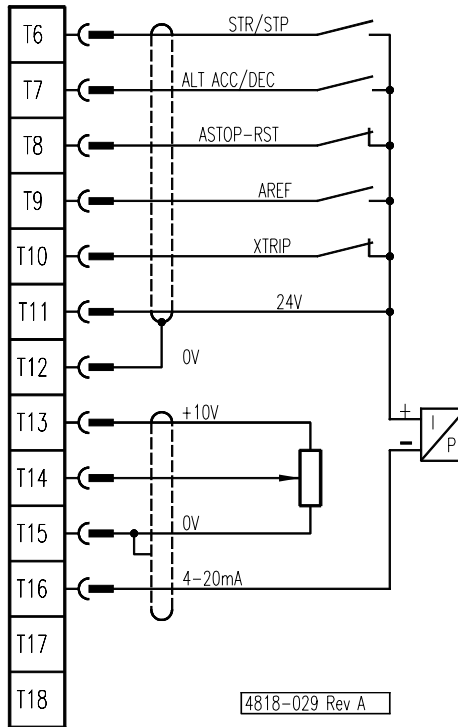 T6 STR/STP
T7 ALT ACC/DEC
T8 ASTOP-RST
T9 AREF
T10 XTRIP
T11 24V
T12 0V
T13 +10V
+ I
- P
T14
T15 0V
T16 4-20mA
T17
T18
4818-029 Rev A